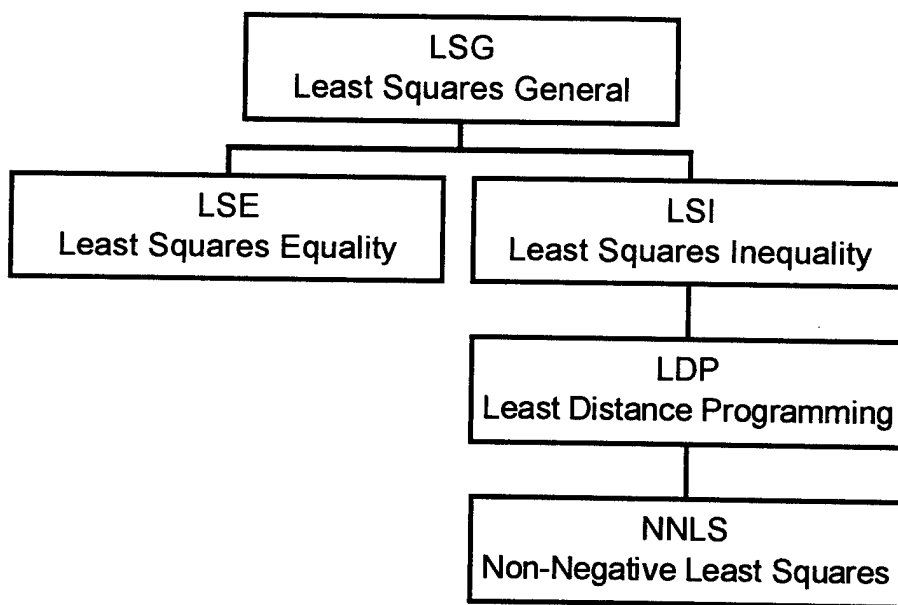 LSG
Least Squares General
LSE
Least Squares Equality
LSI
Least Squares Inequality
LDP
Least Distance Programming
NNLS
Non-Negative Least Squares